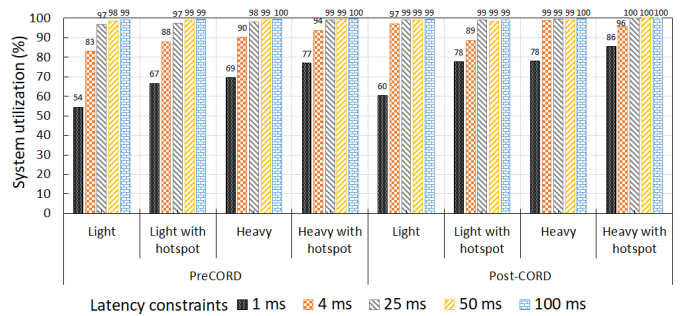 System utilization (%)
100
90
80
70
60
50
40
30
20
10
0
54 83 97 98 99
67 88 97 99 99
69 90 98 99 100
77 94 99 99 100
60 97 99 99 99
78 89 99 99 99
78 99 99 99 100
86 96 100 100 100
Light
Light with hotspot
Heavy
Heavy with hotspot
Light
Light with hotspot
Heavy
Heavy with hotspot
PreCORD
Post-CORD
Latency constraints 1 ms 4 ms 25 ms 50 ms 100 ms